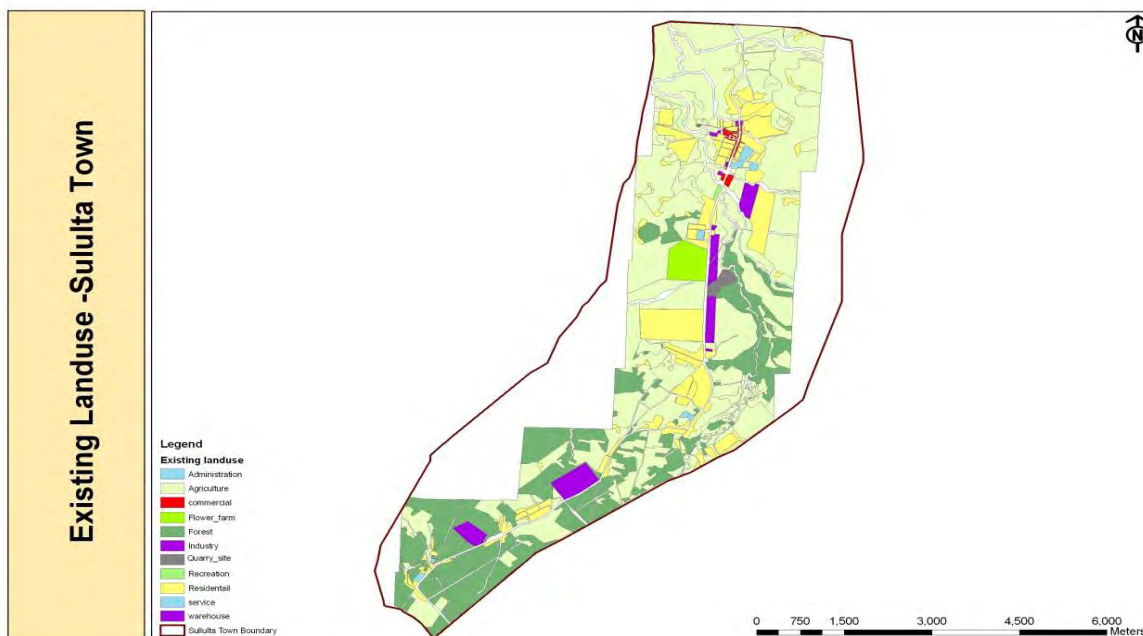 Existing Landuse -Sululta Town
N
Legend
Existing landuse
Administration
Agriculture
commercial
Flower_farm
Forest
Industry
Quarry_site
Recreation
Residentail
service
warehouse
Sululta Town Boundary
0 750 1,500 3,000 4,500 6,000
Meters